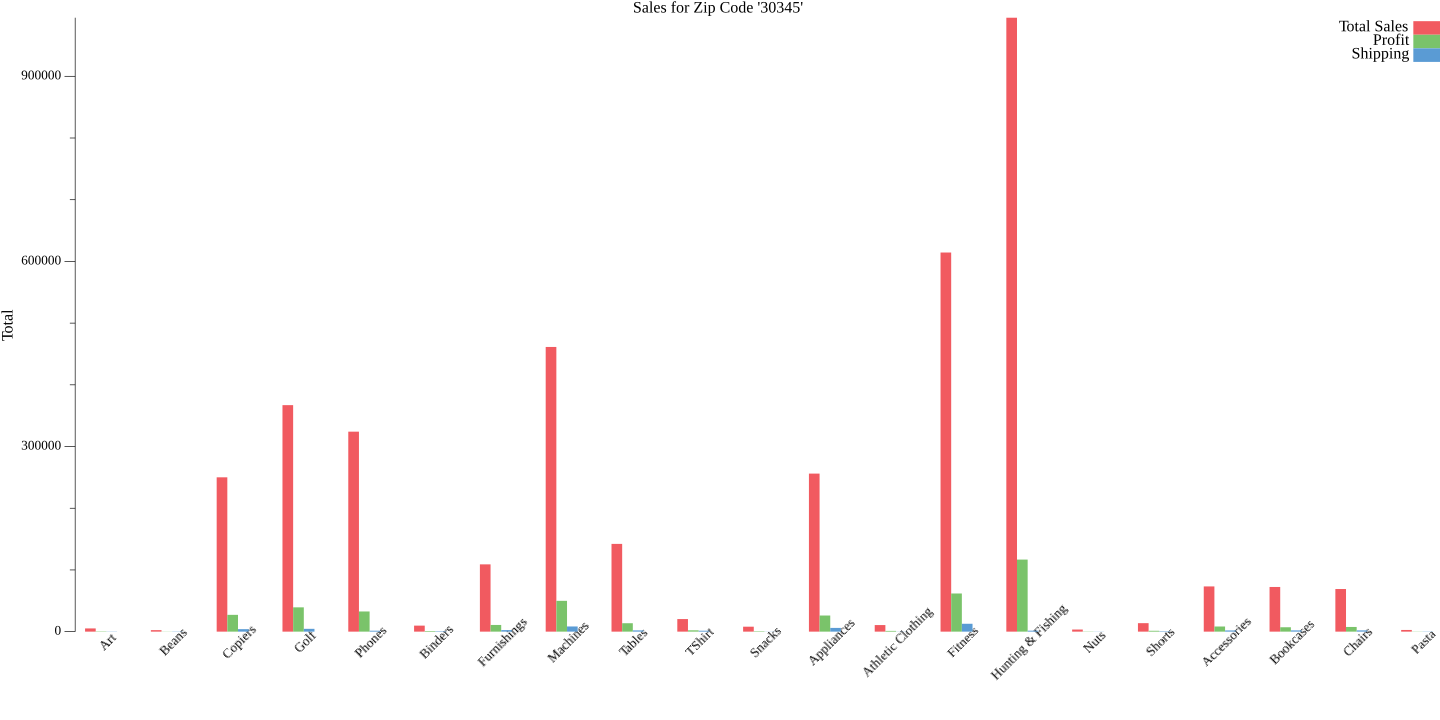 Sales for Zip Code '30345'
Total Sales
Profit
Shipping
900000
600000
300000
0
Total
Art
Beans
Copiers
Golf
Phones
Binders
Furnishings
Machines
Tables
TShirt
Snacks
Appliances
Athletic Clothing
Fitness
Hunting & Fishing
Nuts
Shorts
Accessories
Bookcases
Chairs
Pasta